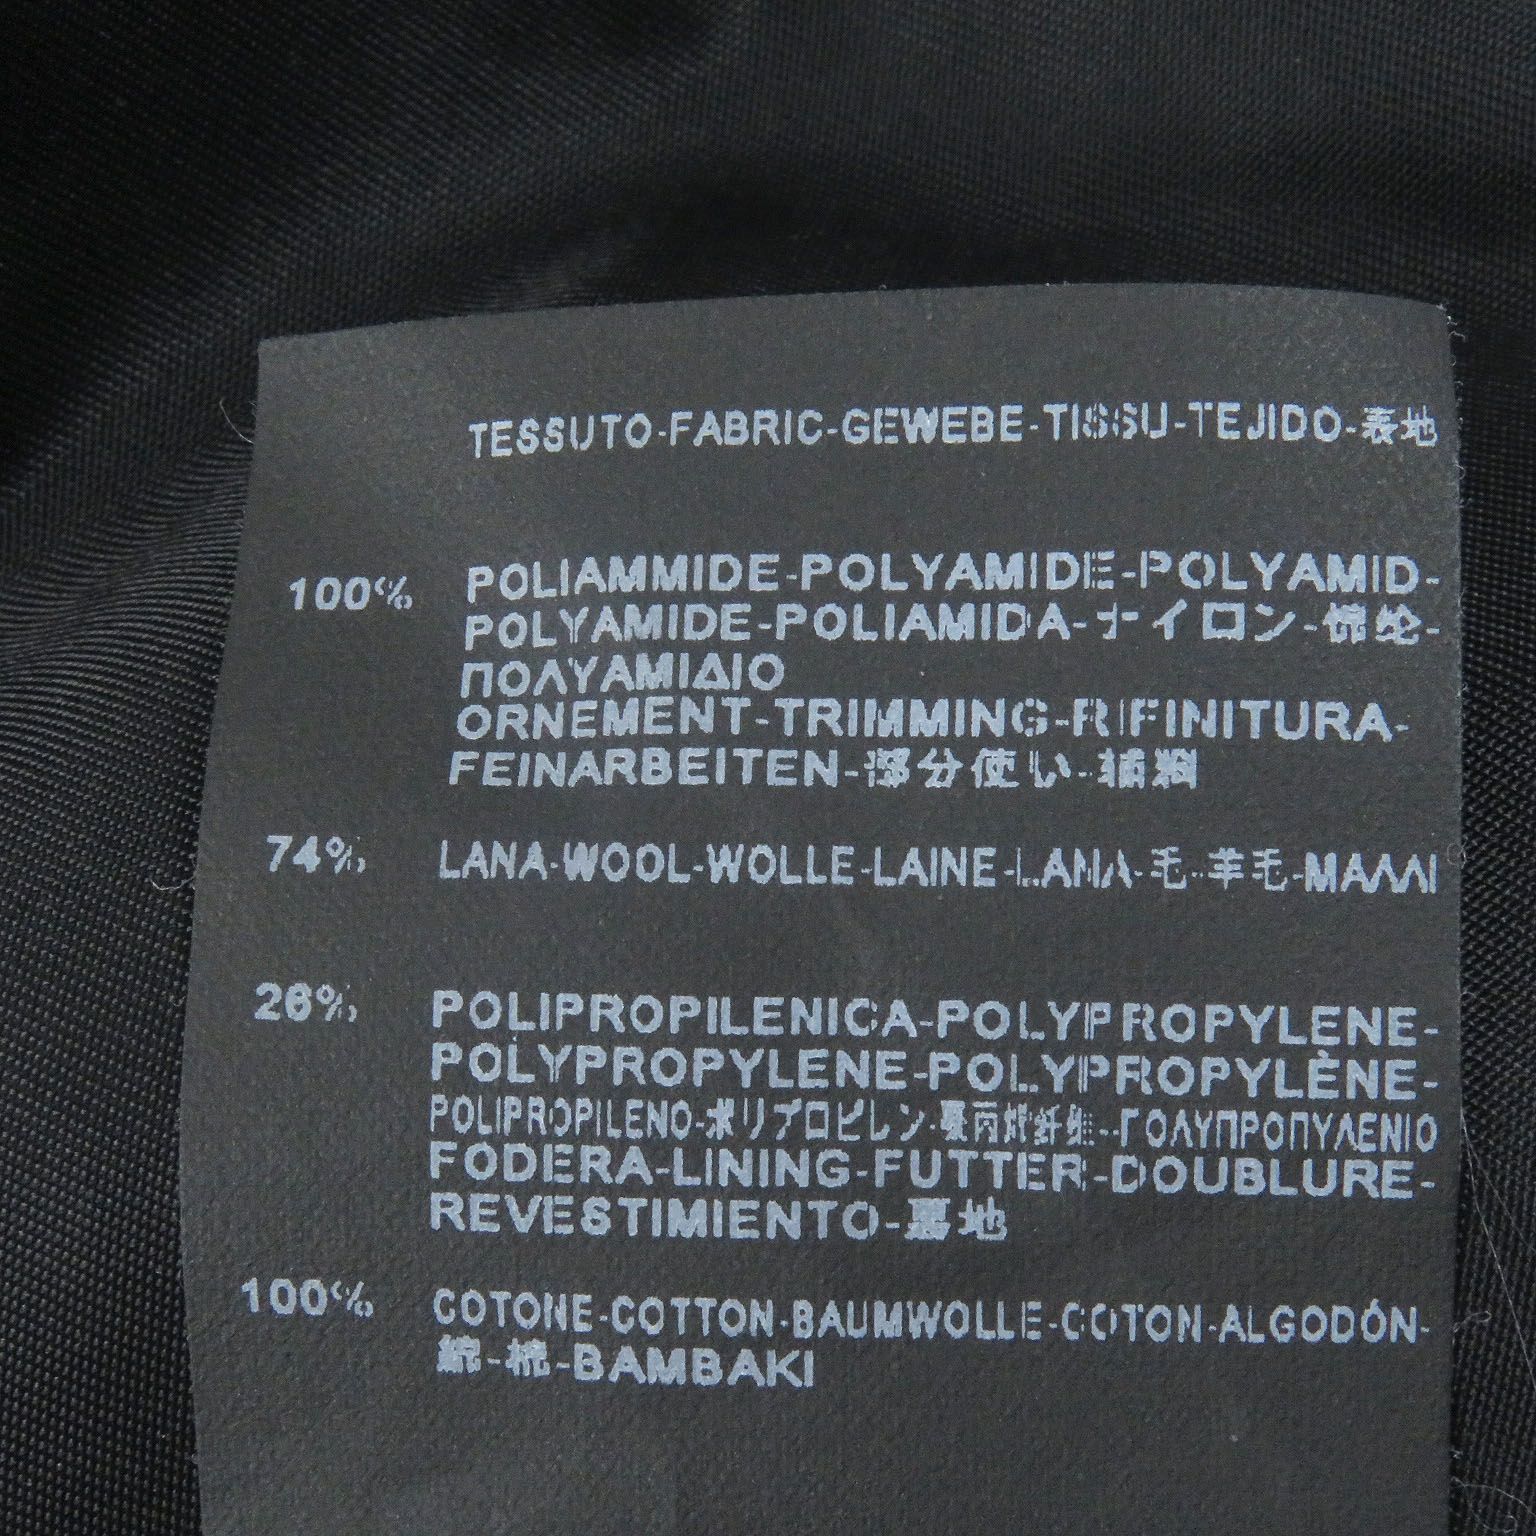 TESSUTO-FABRIC-GEWEBE-TISSU-TEJIDO-表地
100% POLIAMMIDE-POLYAMIDE-POLYAMID-
POLYAMIDE-POLIAMIDA-ナイロン-锦纶-
ΠΟΛΥΑΜΙΔΙΟ
ORNEMENT-TRIMMING-RIFINITURA-
FEINARBEITEN-部分使い-辅料
74% LANA-WOOL-WOLLE-LAINE-LANA-毛-羊毛-ΜΑΛΛΙ
26% POLIPROPILENICA-POLYPROPYLENE-
POLYPROPYLENE-POLYPROPYLÈNE-
POLIPROPILENO-ポリプロピレン-聚丙烯纤维-ΓΟΛΥΠΡΟΠΥΛΕΝΙΟ
FODERA-LINING-FUTTER-DOUBLURE-
REVESTIMIENTO-裏地
100% COTONE-COTTON-BAUMWOLLE-COTON-ALGODÓN-
綿-棉-BAMBAKI